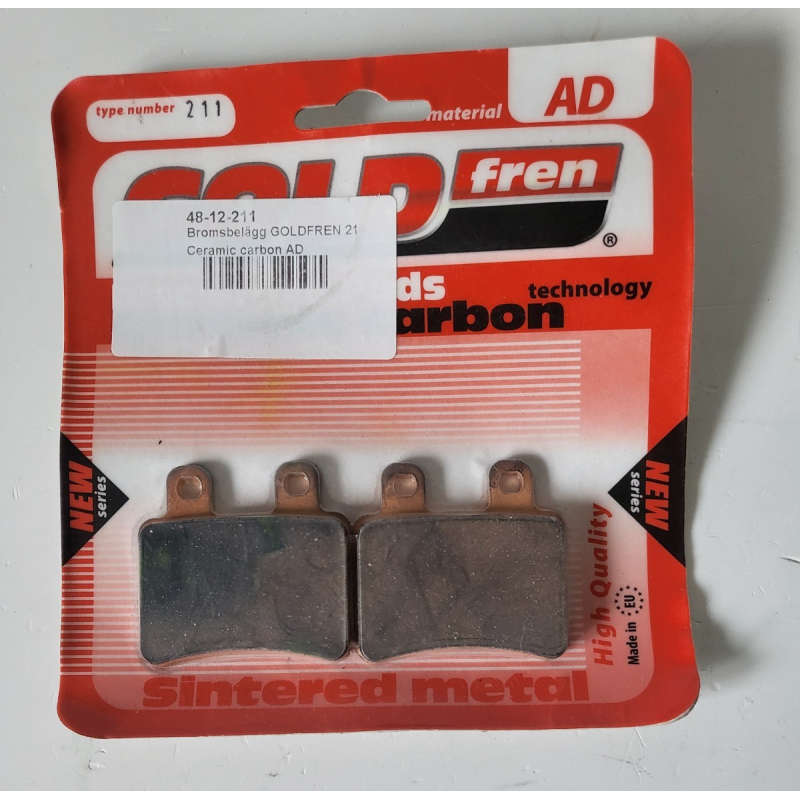 type number 211
material AD
GOLD fren ®
48-12-211
Bromsbelägg GOLDFREN 21
Ceramic carbon AD
ds
arbon technology
NEW series
NEW series
High Quality
Made in EU
Sintered metal